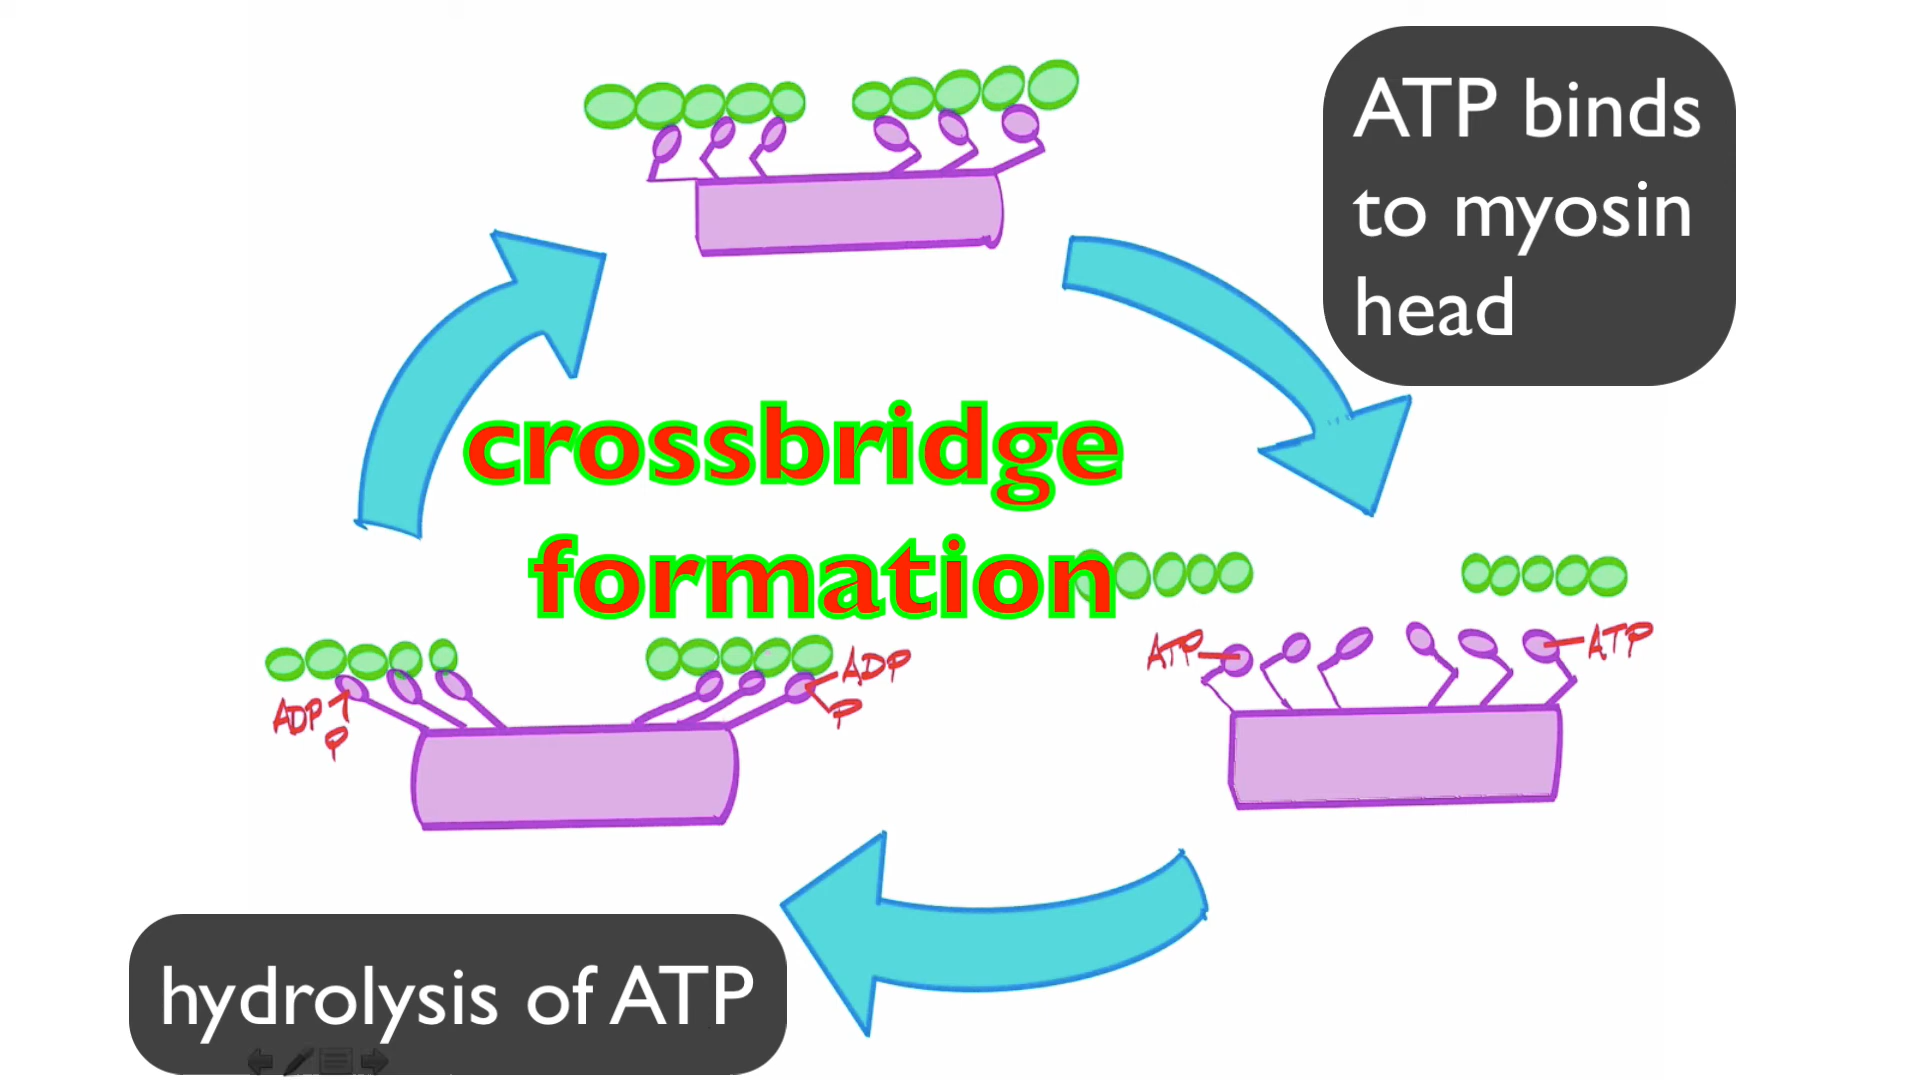 ATP binds
to myosin
head
crossbridge
formation
ATP
ATP
ADP
P
ADP
P
hydrolysis of ATP